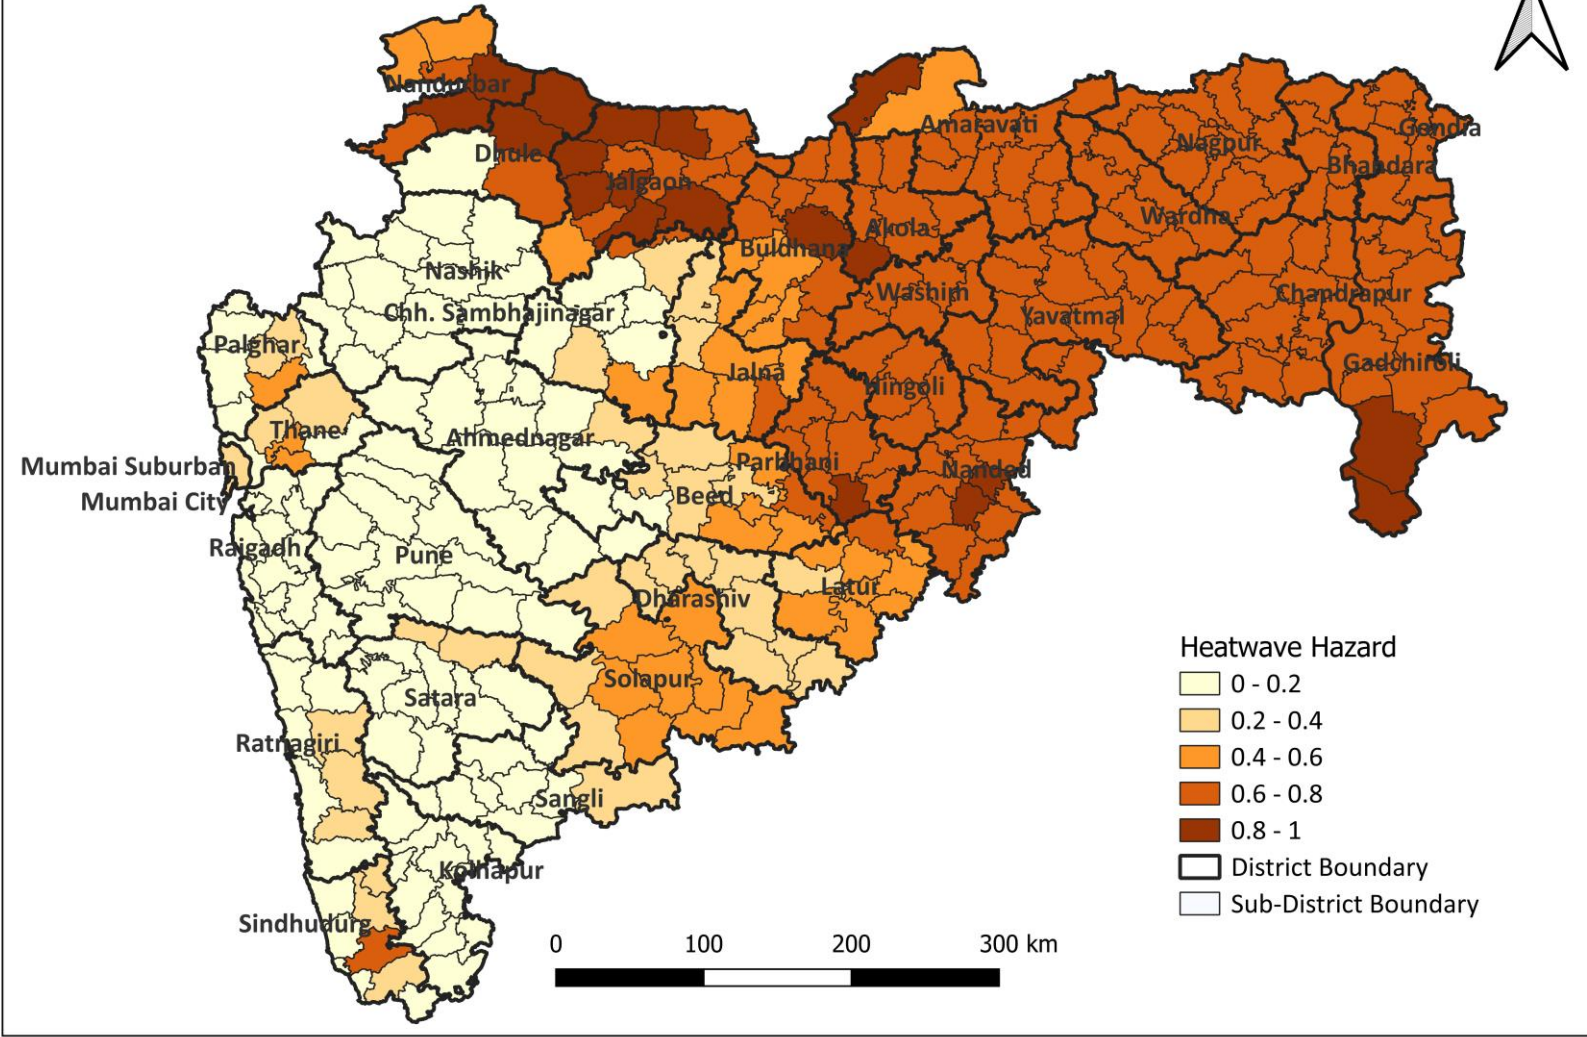 Nandurbar
Amaravati
Gondia
Nagpur
Dhule
Bhandara
Jalgaon
Wardha
Akola
Buldhana
Nashik
Washim
Chandrapur
Chh. Sambhajinagar
Yavatmal
Palghar
Gadchiroli
Jalna
Hingoli
Thane
Ahmednagar
Mumbai Suburban
Parbhani
Nanded
Beed
Mumbai City
Raigadh
Pune
Latur
Dharashiv
Solapur
Satara
Ratnagiri
Sangli
Kolhapur
Sindhudurg
Heatwave Hazard
0 - 0.2
0.2 - 0.4
0.4 - 0.6
0.6 - 0.8
0.8 - 1
District Boundary
Sub-District Boundary
0 100 200 300 km